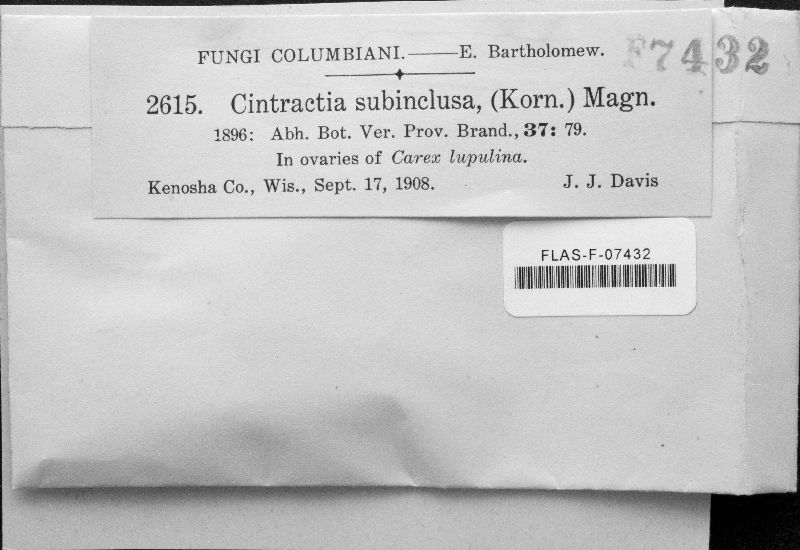 FUNGI COLUMBIANI.——E. Bartholomew.
F7432
2615. Cintractia subinclusa, (Korn.) Magn.
1896: Abh. Bot. Ver. Prov. Brand., 37: 79.
In ovaries of Carex lupulina.
Kenosha Co., Wis., Sept. 17, 1908. J. J. Davis
FLAS-F-07432